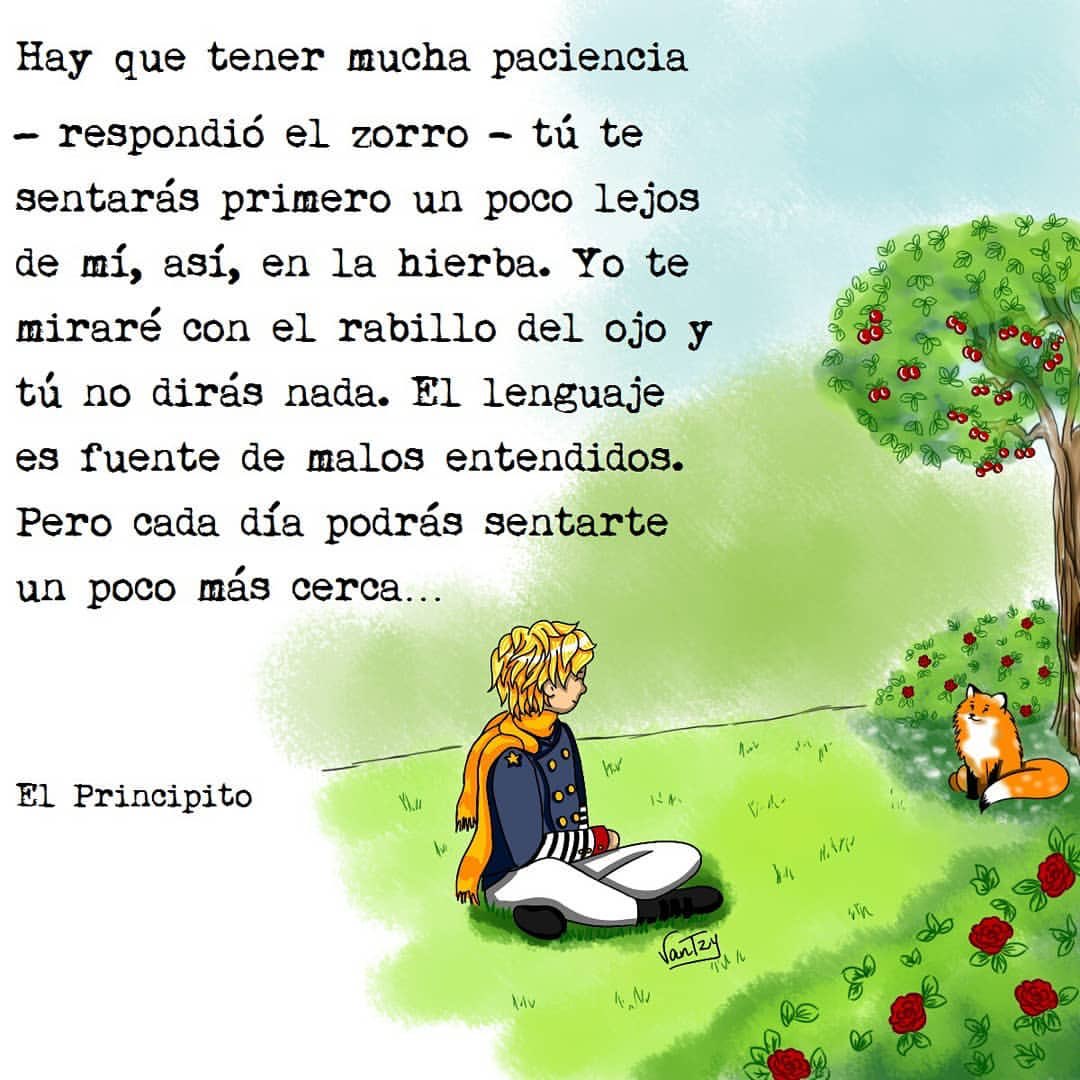 Hay que tener mucha paciencia
– respondió el zorro – tú te
sentarás primero un poco lejos
de mí, así, en la hierba. Yo te
miraré con el rabillo del ojo y
tú no dirás nada. El lenguaje
es fuente de malos entendidos.
Pero cada día podrás sentarte
un poco más cerca...
El Principito
VanTzy